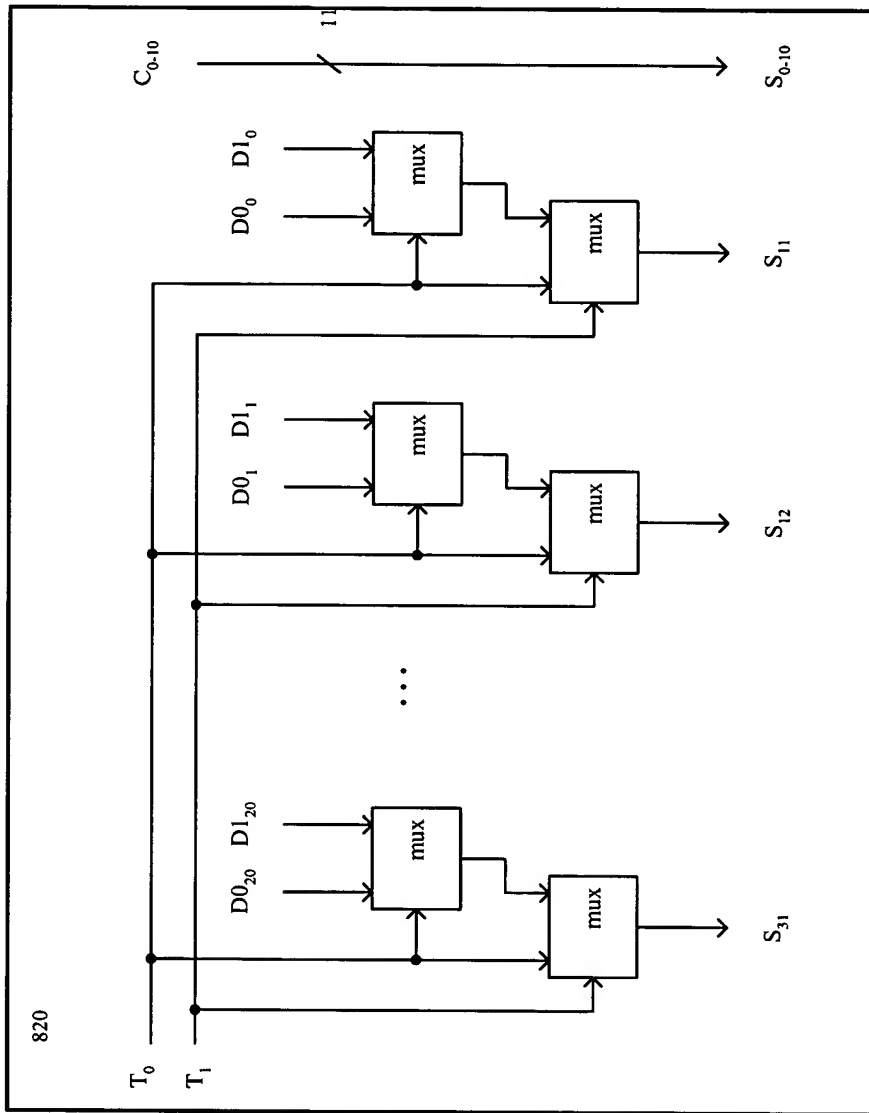 820
T₀
T₁
D0₂₀ D1₂₀
mux
mux
S₃₁
...
D0₁ D1₁
mux
mux
S₁₂
D0₀ D1₀
mux
mux
S₁₁
C₀₋₁₀
11
S₀₋₁₀